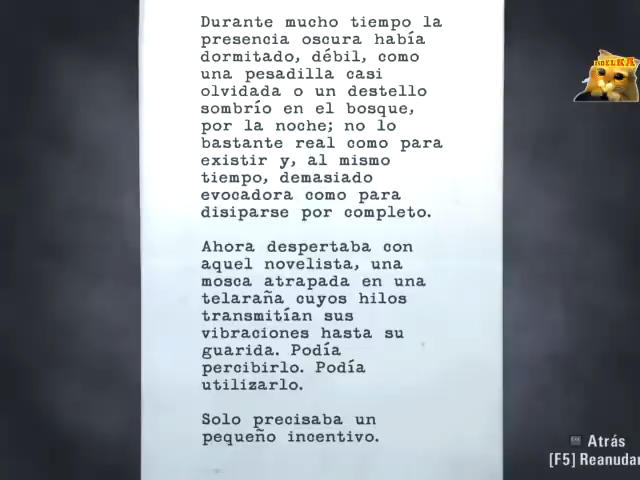 Durante mucho tiempo la
presencia oscura había
dormitado, débil, como
una pesadilla casi
olvidada o un destello
sombrío en el bosque,
por la noche; no lo
bastante real como para
existir y, al mismo
tiempo, demasiado
evocadora como para
disiparse por completo.
Ahora despertaba con
aquel novelista, una
mosca atrapada en una
telaraña cuyos hilos
transmitían sus
vibraciones hasta su
guarida. Podía
percibirlo. Podía
utilizarlo.
Solo precisaba un
pequeño incentivo.
Atrás
[F5] Reanudar